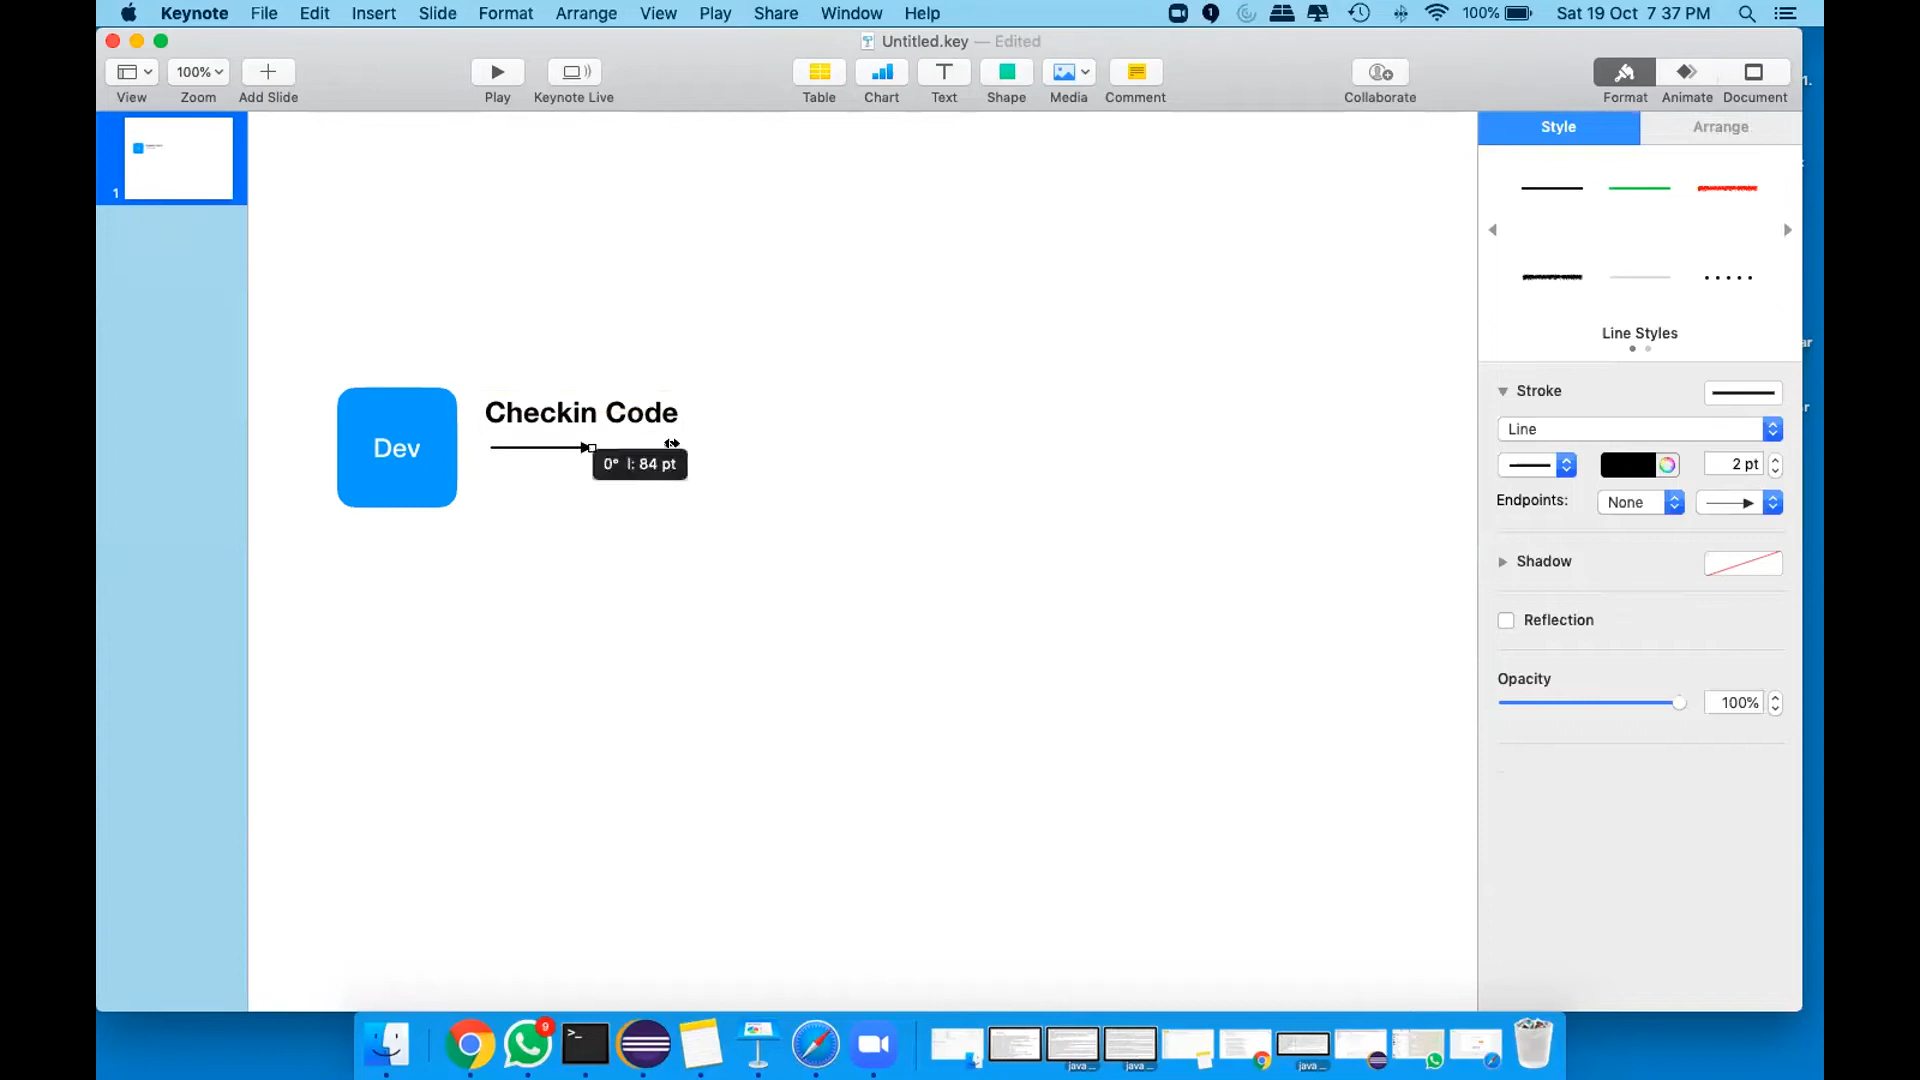 Keynote File Edit Insert Slide Format Arrange View Play Share Window Help
1 100% Sat 19 Oct 7 37 PM
Untitled.key — Edited
100%
View Zoom Add Slide Play Keynote Live Table Chart Text Shape Media Comment Collaborate Format Animate Document
1.
Style Arrange
1
Line Styles
ar
Stroke
Line
r
2 pt
Endpoints: None
Shadow
Reflection
Opacity
100%
Checkin Code
Dev
0° l: 84 pt
9
>_
java ...
java ...
java ...